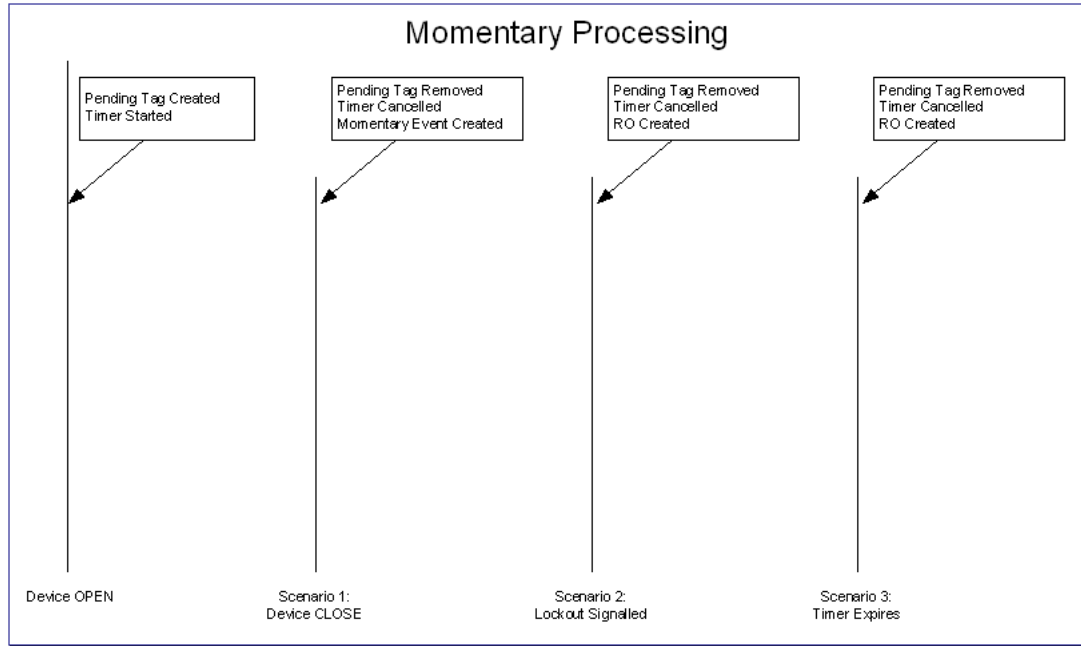 Momentary Processing
Pending Tag Created
Timer Started
Pending Tag Removed
Timer Cancelled
Momentary Event Created
Pending Tag Removed
Timer Cancelled
RO Created
Pending Tag Removed
Timer Cancelled
RO Created
Device OPEN
Scenario 1:
Device CLOSE
Scenario 2:
Lockout Signalled
Scenario 3:
Timer Expires